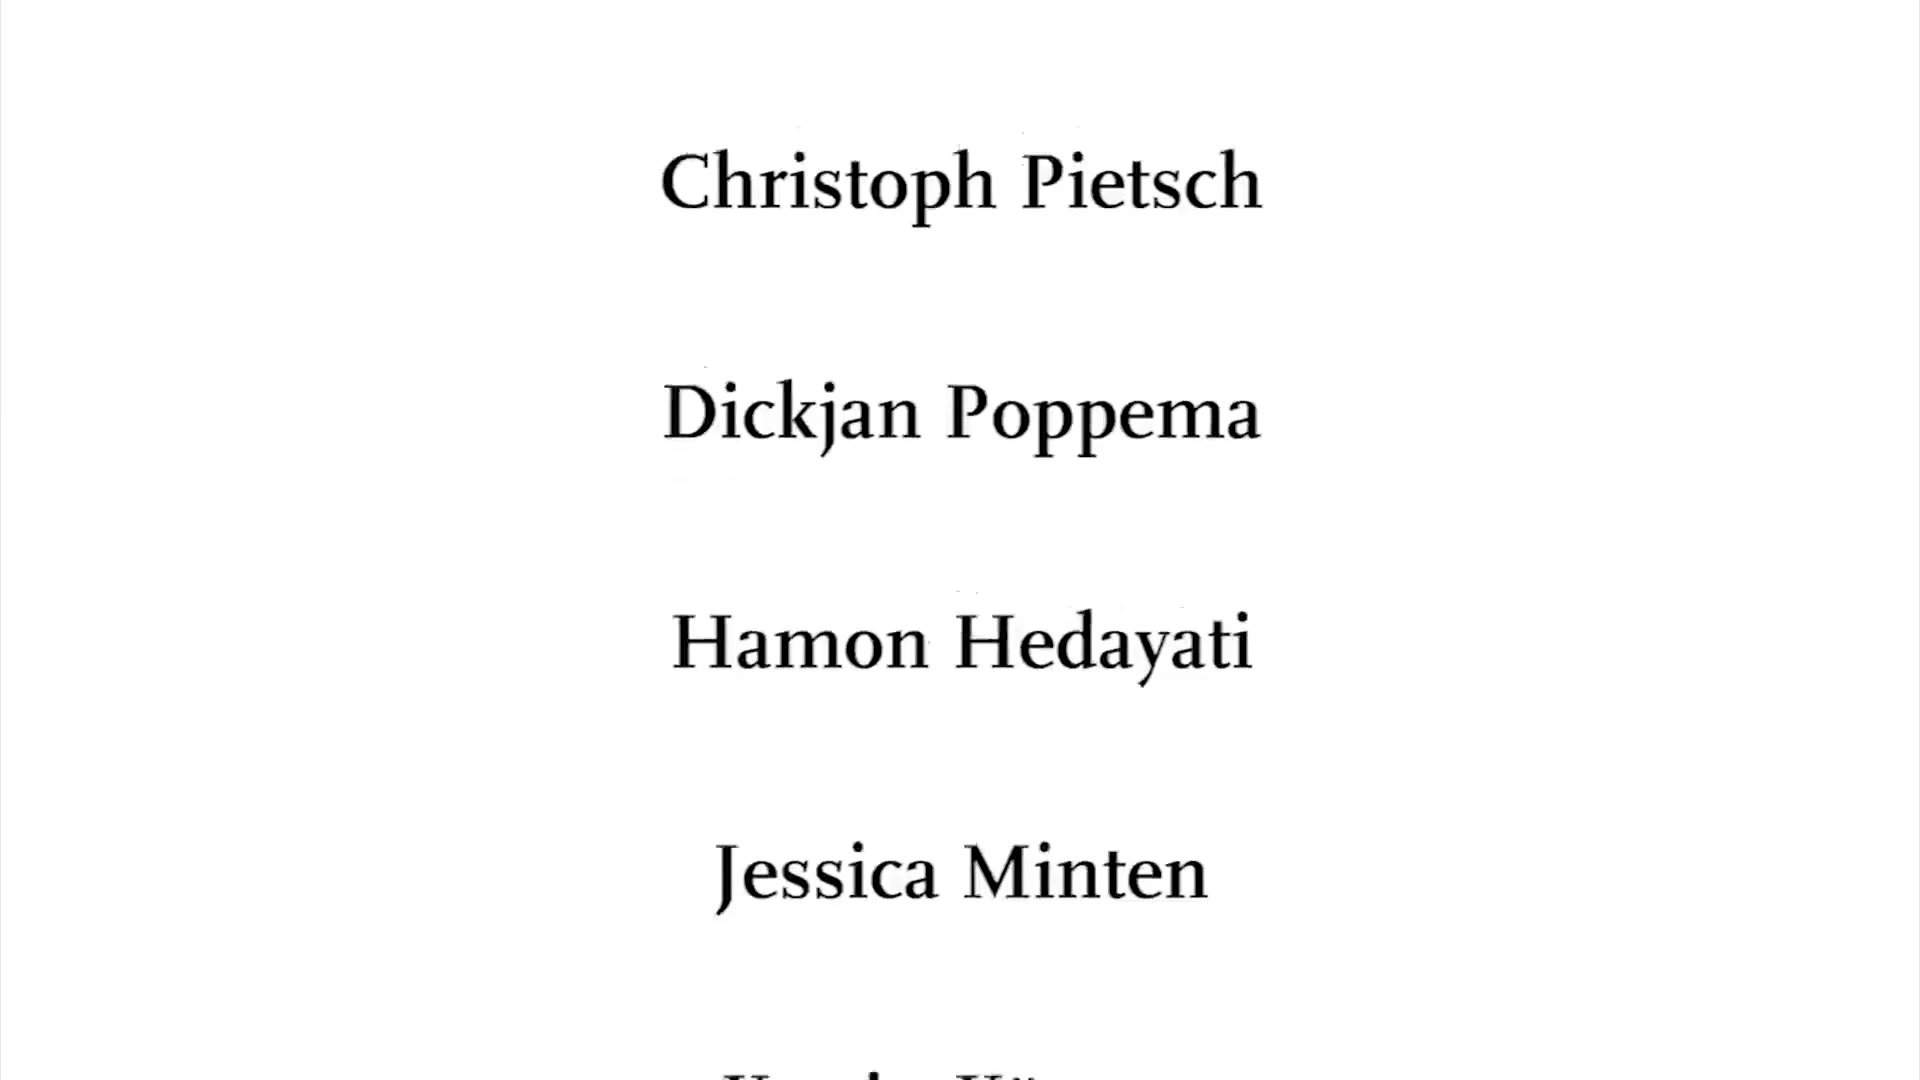 Christoph Pietsch
Dickjan Poppema
Hamon Hedayati
Jessica Minten